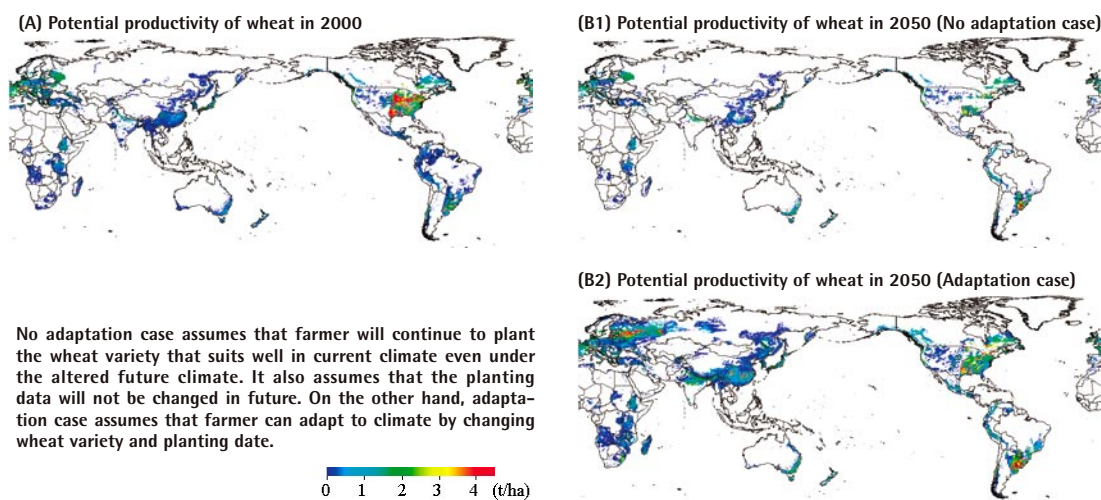 (A) Potential productivity of wheat in 2000
(B1) Potential productivity of wheat in 2050 (No adaptation case)
(B2) Potential productivity of wheat in 2050 (Adaptation case)
No adaptation case assumes that farmer will continue to plant
the wheat variety that suits well in current climate even under
the altered future climate. It also assumes that the planting
data will not be changed in future. On the other hand, adapta-
tion case assumes that farmer can adapt to climate by changing
wheat variety and planting date.
0 1 2 3 4 (t/ha)